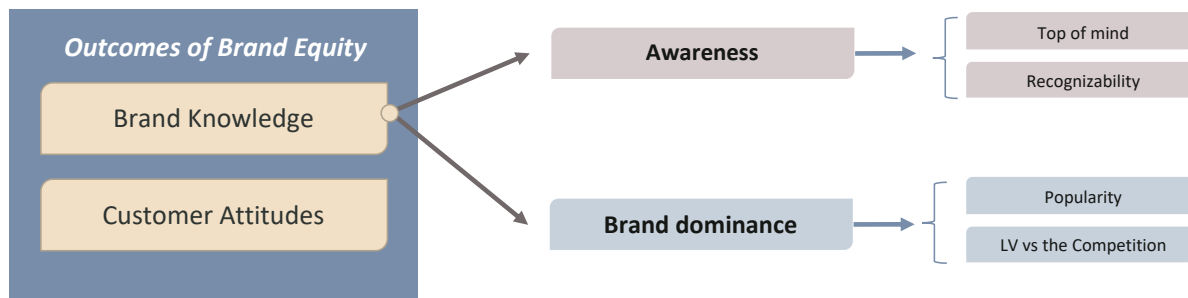 Outcomes of Brand Equity
Brand Knowledge
Customer Attitudes
Awareness
Top of mind
Recognizability
Brand dominance
Popularity
LV vs the Competition